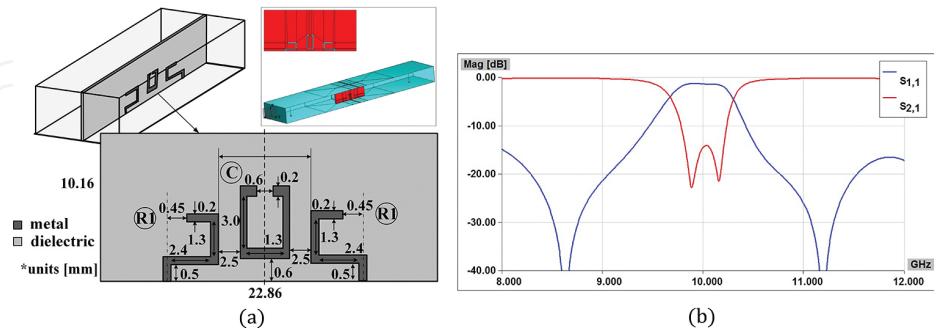 (a)
C
0.6
0.2
10.16
0.45
0.2
0.2
0.45
R1
3.0
R1
metal
1.3
1.3
1.3
dielectric
2.4
2.5
2.5
2.4
*units [mm]
0.5
0.6
0.5
22.86
(a)
(b)
Mag [dB]
0.00
-10.00
-20.00
-30.00
-40.00
8.000
9.000
10.000
11.000
12.000
GHz
S1,1
S2,1
(b)